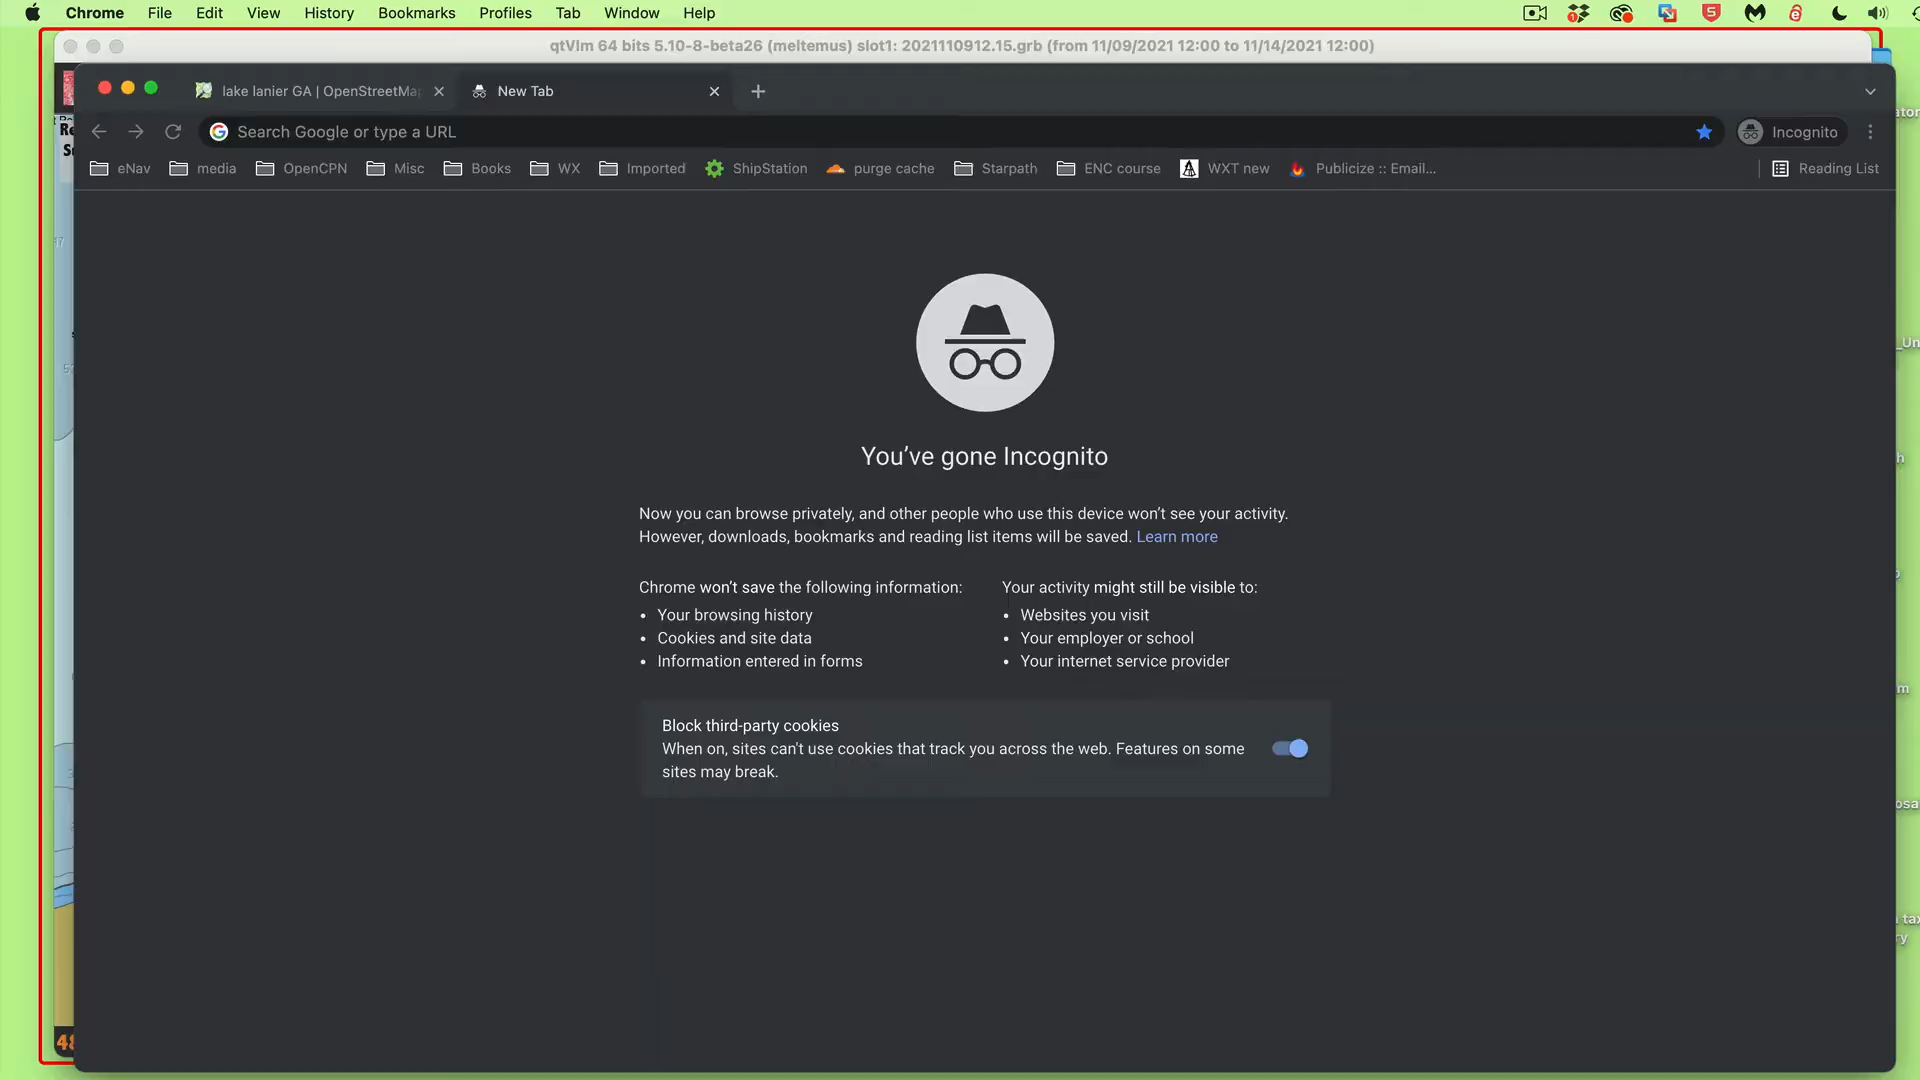 Chrome File Edit View History Bookmarks Profiles Tab Window Help
qtVlm 64 bits 5.10-8-beta26 (meltemus) slot1: 2021110912.15.grb (from 11/09/2021 12:00 to 11/14/2021 12:00)
lake lanier GA | OpenStreetMap New Tab
Search Google or type a URL Incognito
eNav media OpenCPN Misc Books WX Imported ShipStation purge cache Starpath ENC course WXT new Publicize :: Email... Reading List
You've gone Incognito
Now you can browse privately, and other people who use this device won't see your activity.
However, downloads, bookmarks and reading list items will be saved. Learn more
Chrome won't save the following information:
Your browsing history
Cookies and site data
Information entered in forms
Your activity might still be visible to:
Websites you visit
Your employer or school
Your internet service provider
Block third-party cookies
When on, sites can't use cookies that track you across the web. Features on some
sites may break.